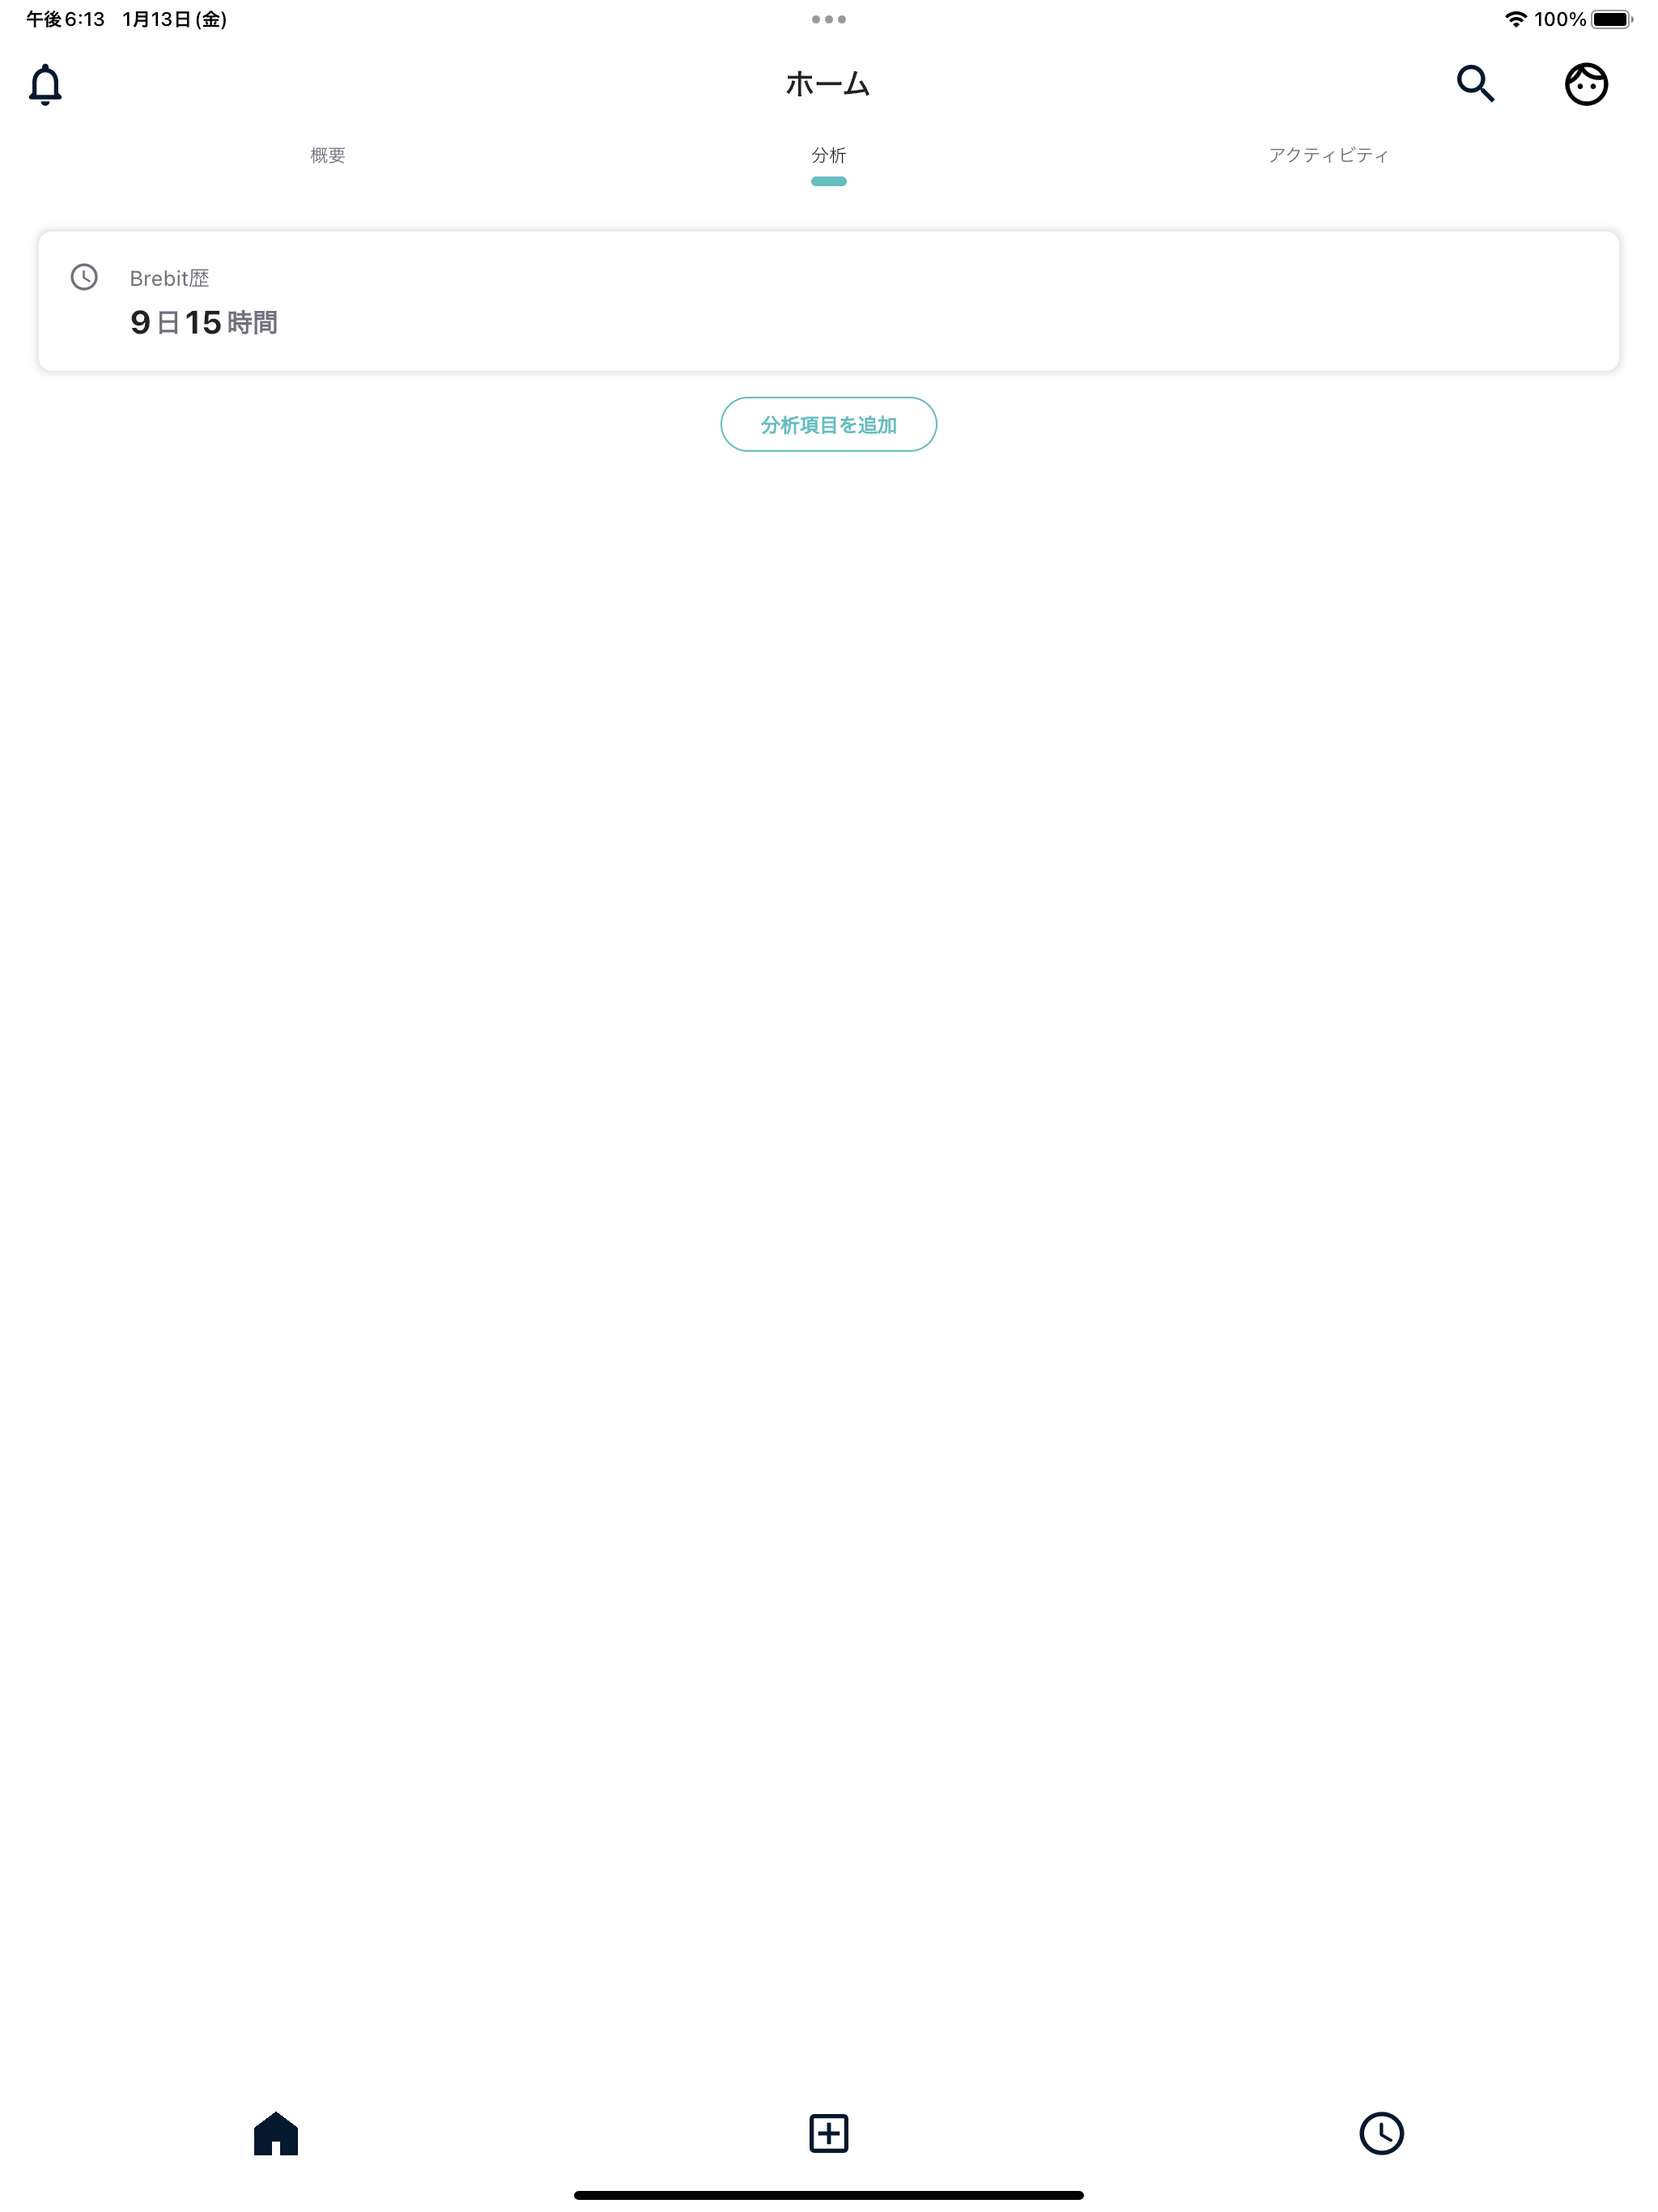 午後6:13 1月13日(金)
100%
ホーム
概要 分析 アクティビティ
Brebit歴
9日15時間
分析項目を追加